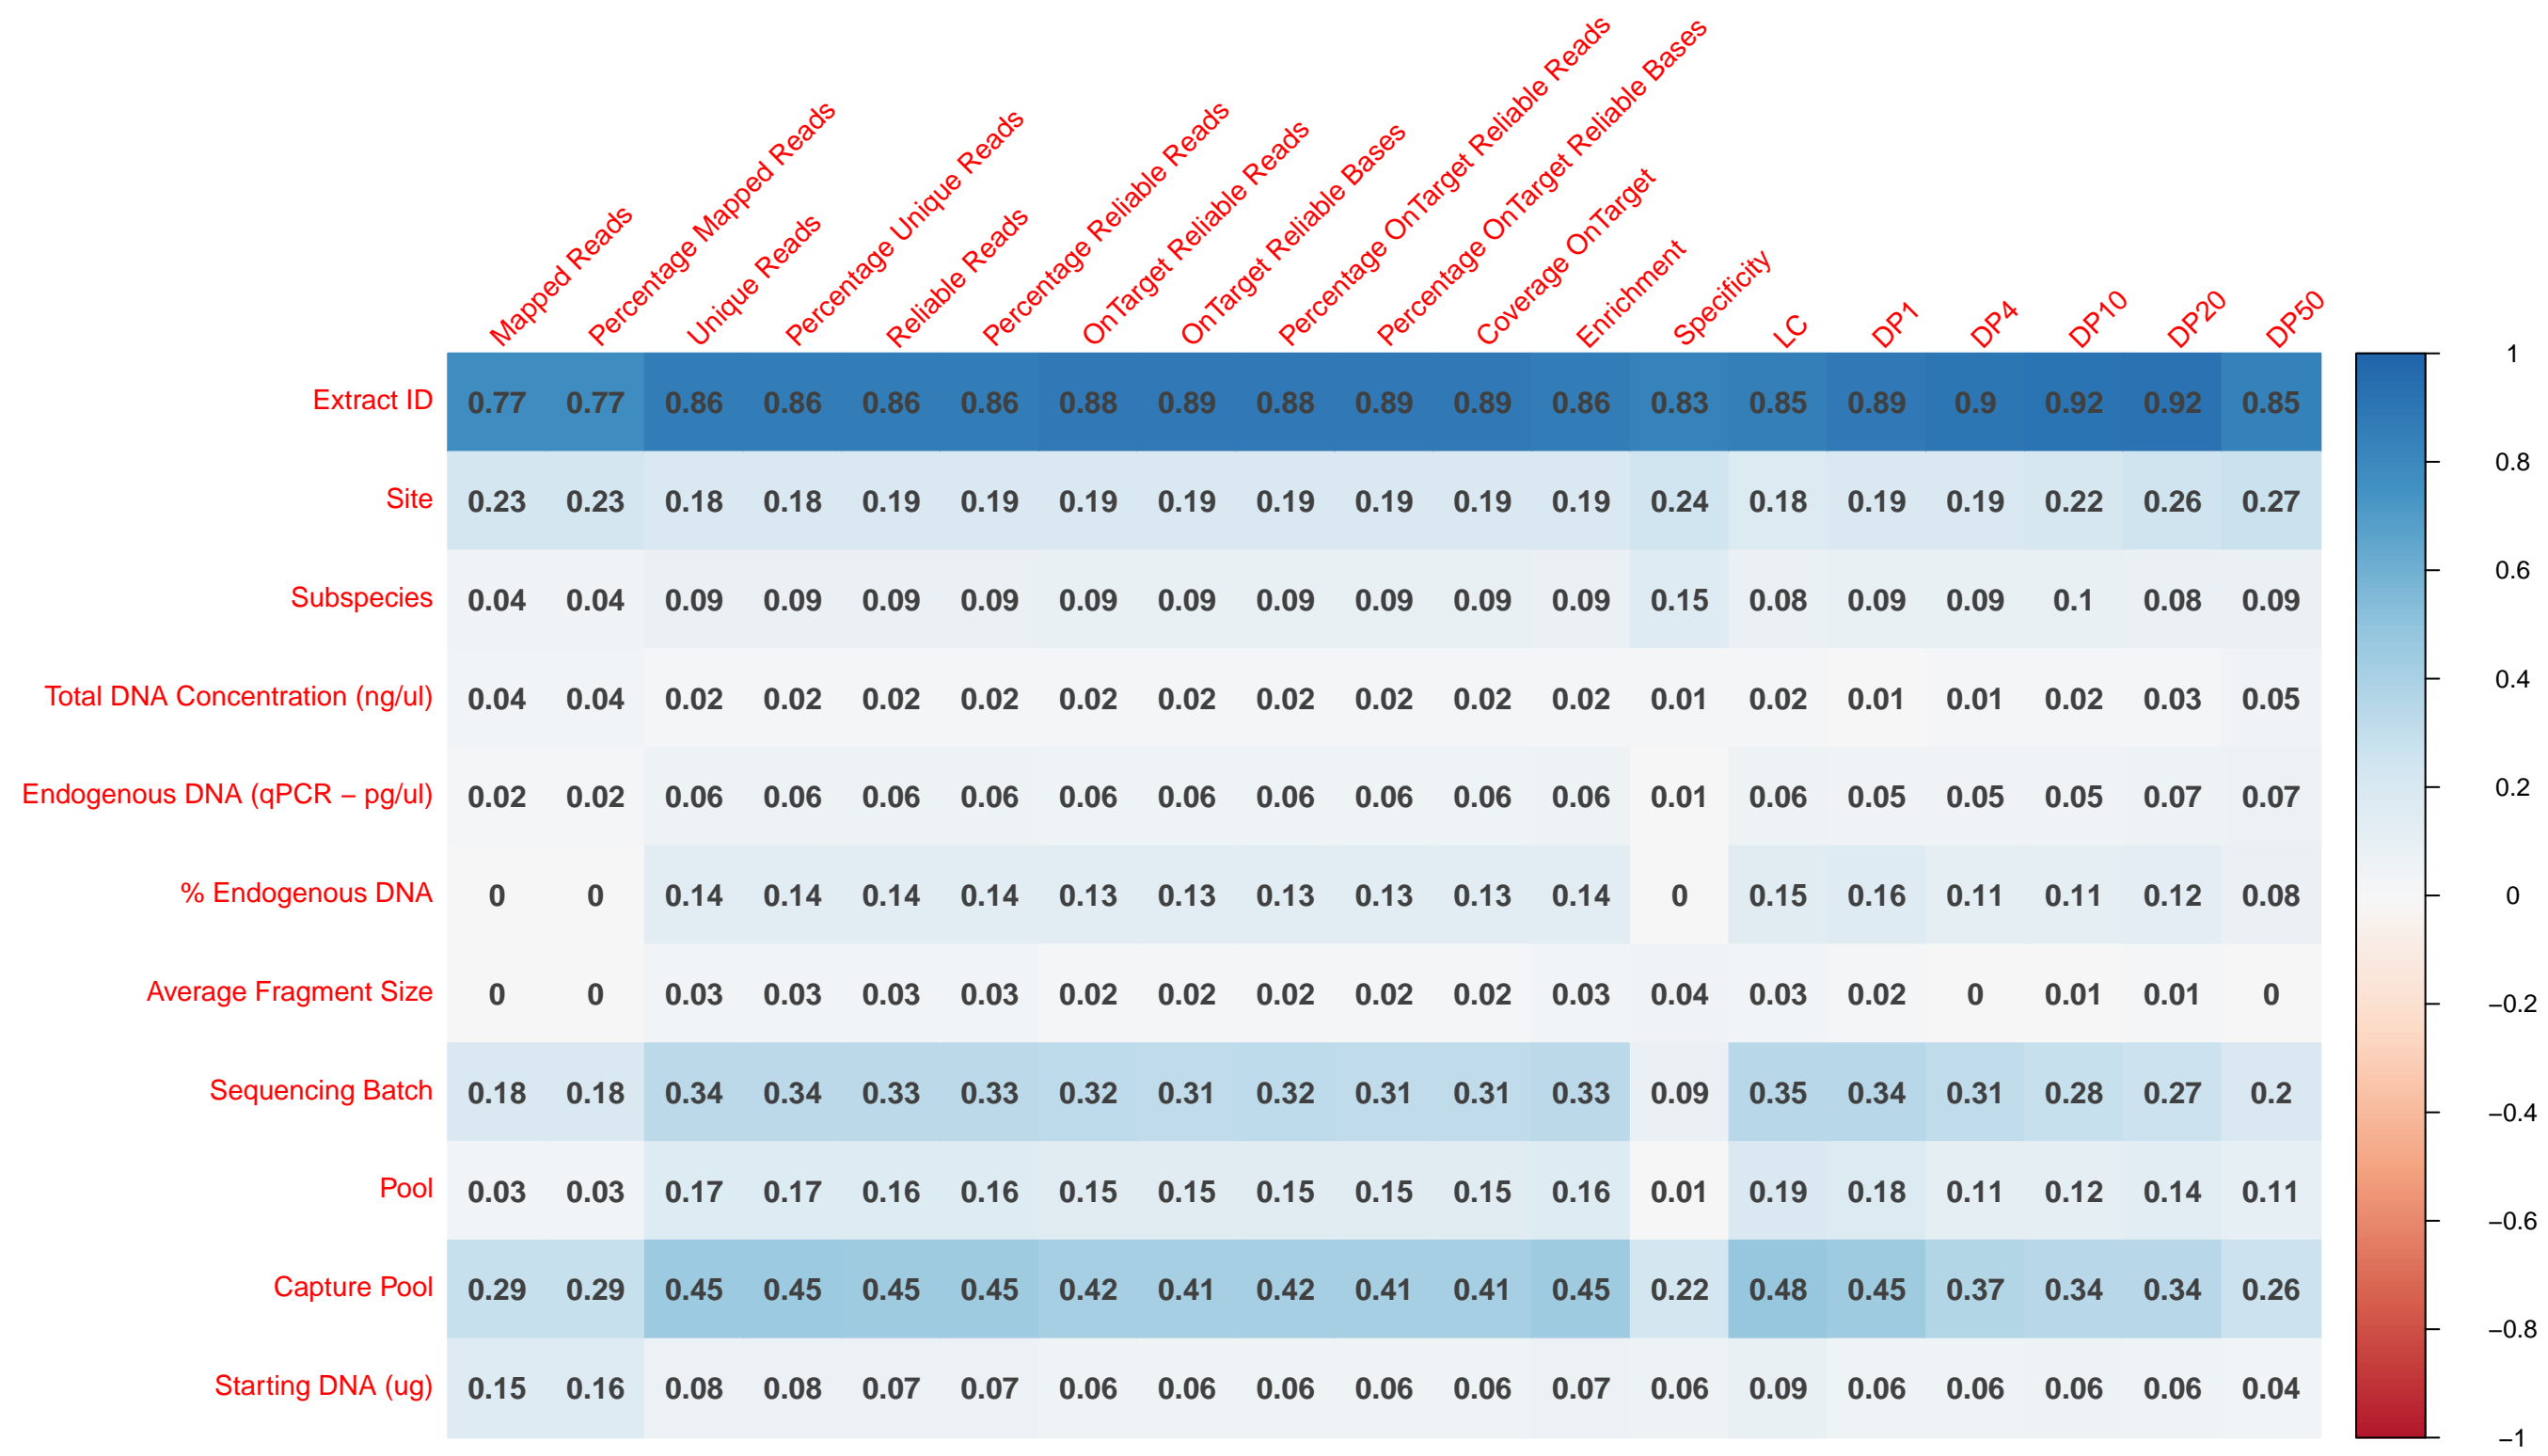 Mapped Reads
Percentage Mapped Reads
Unique Reads
Percentage Unique Reads
Reliable Reads
Percentage Reliable Reads
OnTarget Reliable Reads
OnTarget Reliable Bases
Percentage OnTarget Reliable Reads
Percentage OnTarget Reliable Bases
Coverage OnTarget
Enrichment
Specificity
LC
DP1
DP4
DP10
DP20
DP50
Extract ID 0.77 0.77 0.86 0.86 0.86 0.86 0.88 0.89 0.88 0.89 0.89 0.86 0.83 0.85 0.89 0.9 0.92 0.92 0.85
Site 0.23 0.23 0.18 0.18 0.19 0.19 0.19 0.19 0.19 0.19 0.19 0.19 0.24 0.18 0.19 0.19 0.22 0.26 0.27
Subspecies 0.04 0.04 0.09 0.09 0.09 0.09 0.09 0.09 0.09 0.09 0.09 0.09 0.15 0.08 0.09 0.09 0.1 0.08 0.09
Total DNA Concentration (ng/ul) 0.04 0.04 0.02 0.02 0.02 0.02 0.02 0.02 0.02 0.02 0.02 0.02 0.01 0.02 0.01 0.01 0.02 0.03 0.05
Endogenous DNA (qPCR − pg/ul) 0.02 0.02 0.06 0.06 0.06 0.06 0.06 0.06 0.06 0.06 0.06 0.06 0.01 0.06 0.05 0.05 0.05 0.07 0.07
% Endogenous DNA 0 0 0.14 0.14 0.14 0.14 0.13 0.13 0.13 0.13 0.13 0.14 0 0.15 0.16 0.11 0.11 0.12 0.08
Average Fragment Size 0 0 0.03 0.03 0.03 0.03 0.02 0.02 0.02 0.02 0.02 0.03 0.04 0.03 0.02 0 0.01 0.01 0
Sequencing Batch 0.18 0.18 0.34 0.34 0.33 0.33 0.32 0.31 0.32 0.31 0.31 0.33 0.09 0.35 0.34 0.31 0.28 0.27 0.2
Pool 0.03 0.03 0.17 0.17 0.16 0.16 0.15 0.15 0.15 0.15 0.15 0.16 0.01 0.19 0.18 0.11 0.12 0.14 0.11
Capture Pool 0.29 0.29 0.45 0.45 0.45 0.45 0.42 0.41 0.42 0.41 0.41 0.45 0.22 0.48 0.45 0.37 0.34 0.34 0.26
Starting DNA (ug) 0.15 0.16 0.08 0.08 0.07 0.07 0.06 0.06 0.06 0.06 0.06 0.07 0.06 0.09 0.06 0.06 0.06 0.06 0.04
1
0.8
0.6
0.4
0.2
0
−0.2
−0.4
−0.6
−0.8
−1